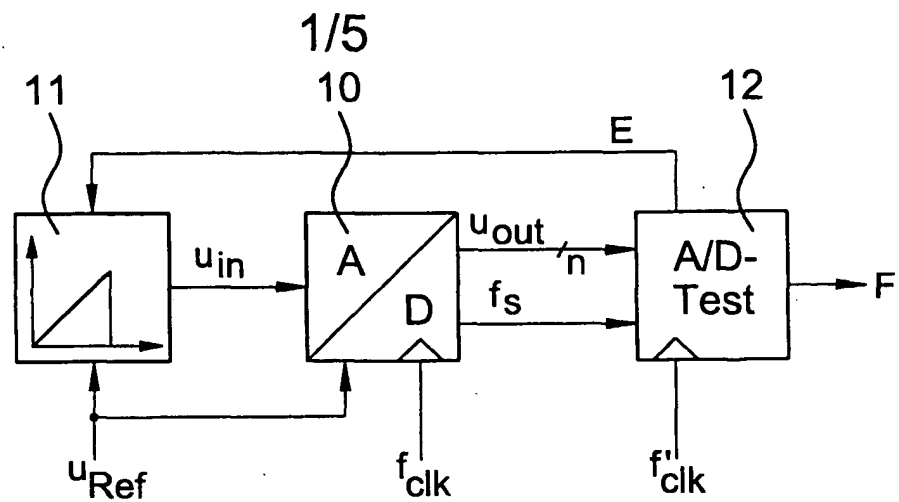 1/5
11
10
12
E
u_in
A
D
u_out
n
f_s
A/D-
Test
F
u_Ref
f_clk
f'_clk